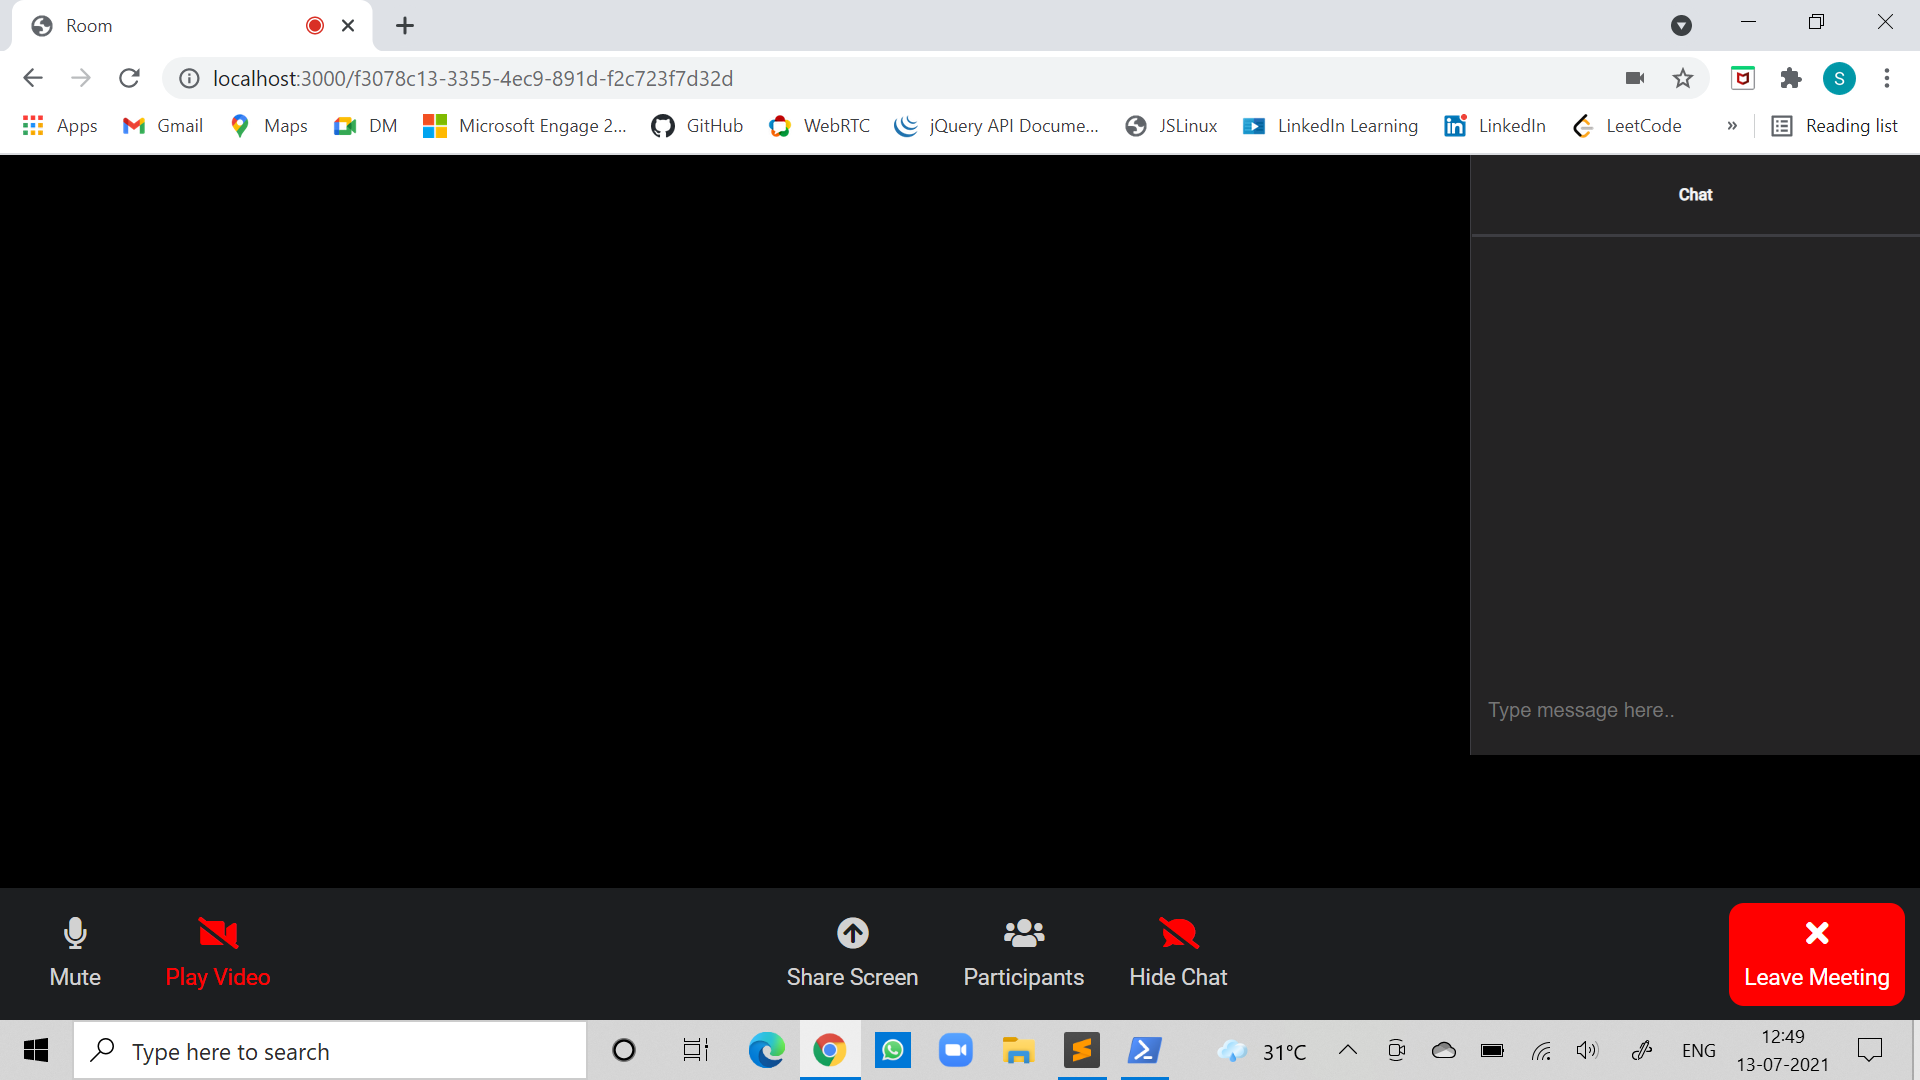 Room
localhost:3000/f3078c13-3355-4ec9-891d-f2c723f7d32d
S
Apps Gmail Maps DM Microsoft Engage 2... GitHub WebRTC jQuery API Docume... JSLinux LinkedIn Learning LinkedIn LeetCode » Reading list
Chat
Type message here..
Mute Play Video Share Screen Participants Hide Chat Leave Meeting
Type here to search 31°C ENG 12:49
13-07-2021